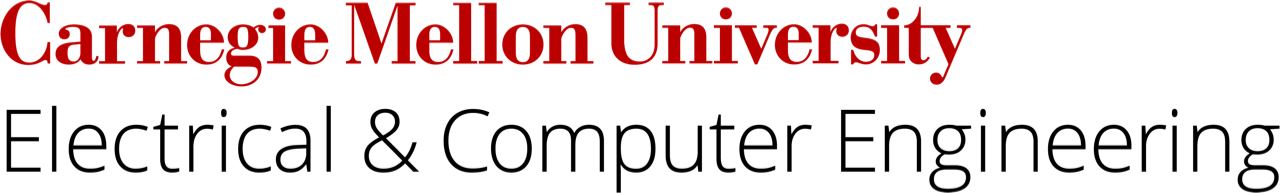 Carnegie Mellon University
Electrical & Computer Engineering